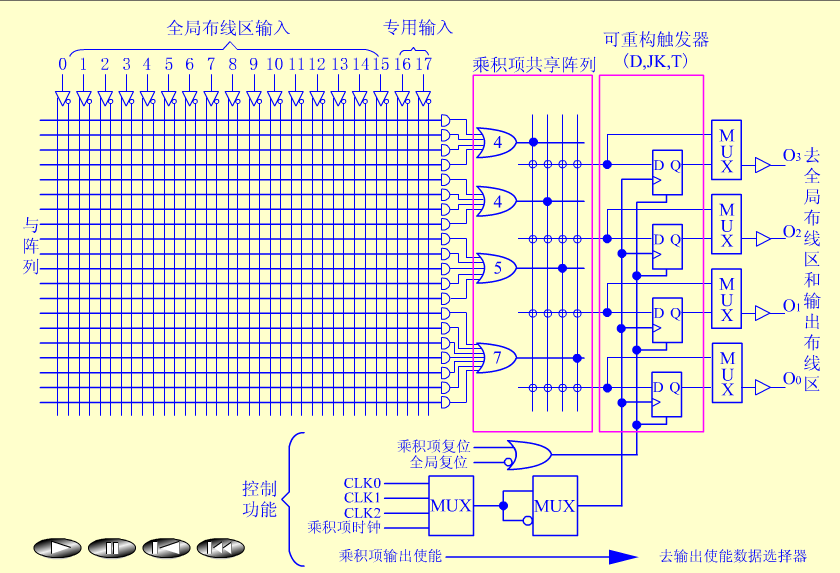 全局布线区输入
专用输入
0 1 2 3 4 5 6 7 8 9 10 11 12 13 14 15 16 17
乘积项共享阵列
可重构触发器
(D,JK,T)
与阵列
4
4
5
7
D Q
D Q
D Q
D Q
MUX
MUX
MUX
MUX
O3
O2
O1
O0
去全局布线区和输出布线区
控制
功能
乘积项复位
全局复位
CLK0
CLK1
CLK2
乘积项时钟
MUX
MUX
乘积项输出使能
去输出使能数据选择器